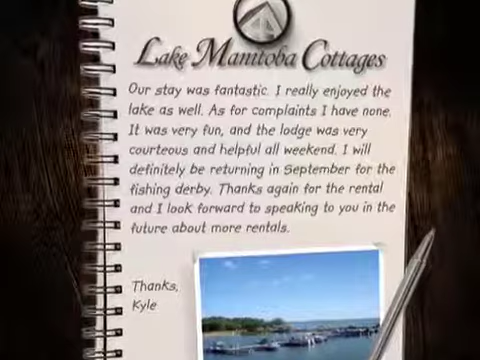 Lake Manitoba Cottages
Our stay was fantastic. I really enjoyed the
lake as well. As for complaints I have none.
It was very fun, and the lodge was very
courteous and helpful all weekend. I will
definitely be returning in September for the
fishing derby. Thanks again for the rental
and I look forward to speaking to you in the
future about more rentals.
Thanks,
Kyle